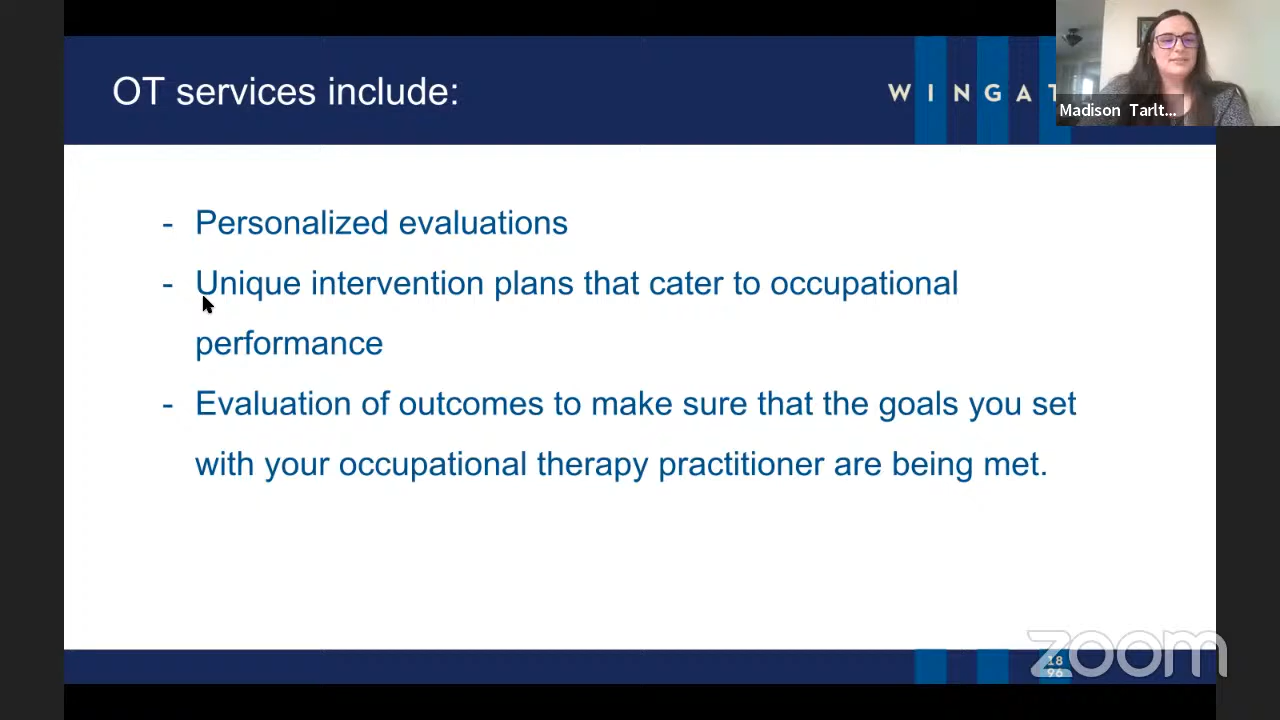 OT services include:
WINGAT
Madison Tarlt...
- Personalized evaluations
- Unique intervention plans that cater to occupational
performance
- Evaluation of outcomes to make sure that the goals you set
with your occupational therapy practitioner are being met.
zoom
18
96